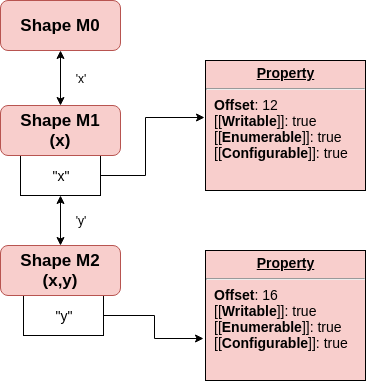 Shape M0
'x'
Shape M1
(x)
"x"
Property
Offset: 12
[[Writable]]: true
[[Enumerable]]: true
[[Configurable]]: true
'y'
Shape M2
(x,y)
"y"
Property
Offset: 16
[[Writable]]: true
[[Enumerable]]: true
[[Configurable]]: true